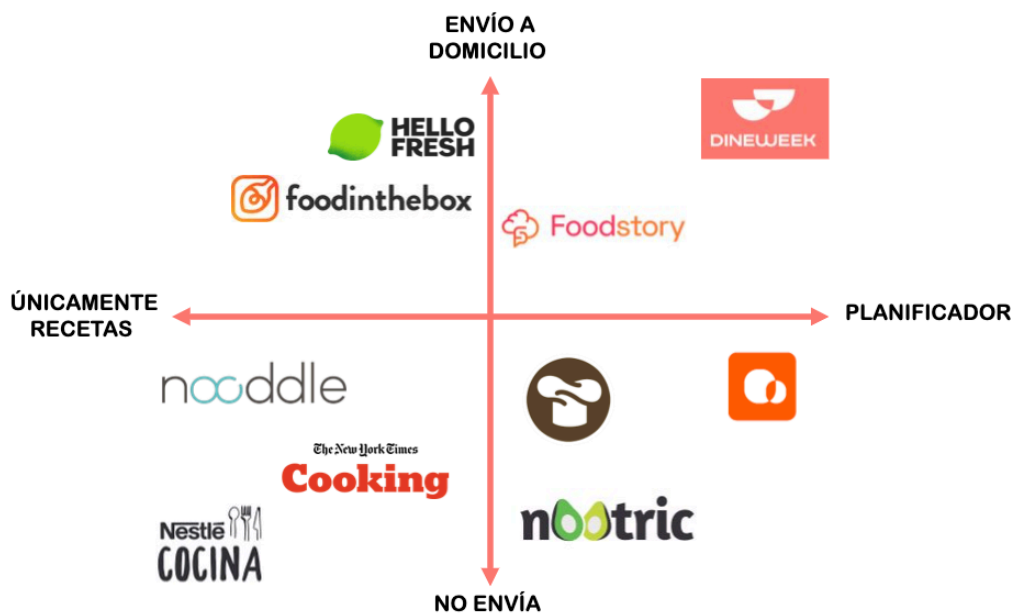 ENVÍO A
DOMICILIO
HELLO
FRESH
DINEWEEK
foodinthebox
Foodstory
ÚNICAMENTE
RECETAS
PLANIFICADOR
nooddle
The New York Times
Cooking
nootric
Nestlé
COCINA
NO ENVÍA